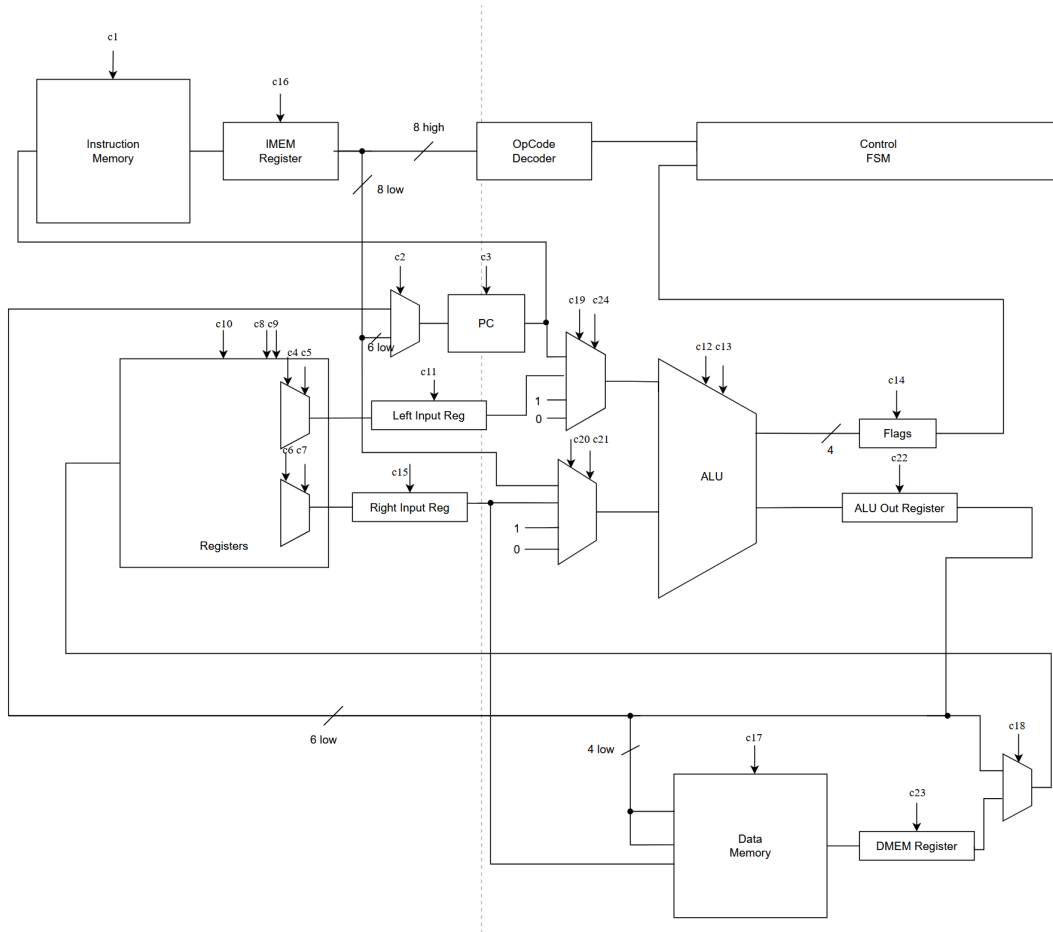 c1
c16
Instruction
Memory
IMEM
Register
8 high
OpCode
Decoder
Control
FSM
8 low
c2
c3
6 low
PC
c19
c24
c10
c8
c9
c4
c5
c11
Left Input Reg
1
0
c12
c13
c14
4
Flags
c6
c7
c15
Right Input Reg
c20
c21
1
0
ALU
c22
ALU Out Register
Registers
6 low
4 low
c17
c18
Data
Memory
c23
DMEM Register